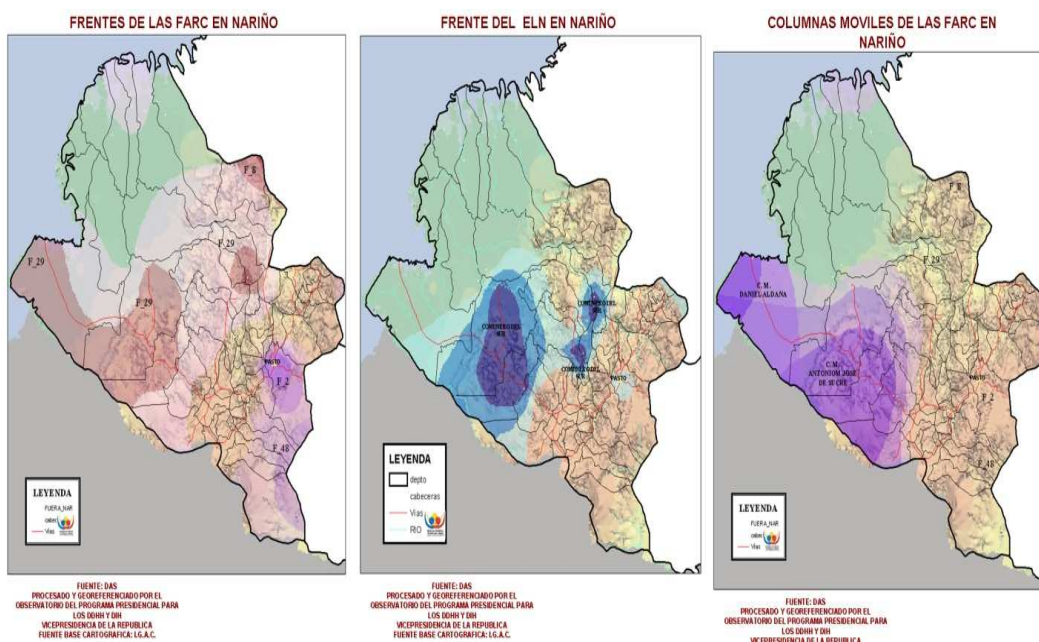 FRENTES DE LAS FARC EN NARIÑO
F_8
F_29
F_29
F_29
PASTO
F_2
F_48
LEYENDA
FUERA_NAR
cabec
Vias
FUENTE: DAS
PROCESADO Y GEOREFERENCIADO POR EL
OBSERVATORIO DEL PROGRAMA PRESIDENCIAL PARA
LOS DDHH Y DIH
VICEPRESIDENCIA DE LA REPUBLICA
FUENTE BASE CARTOGRAFICA: I.G.A.C.
FRENTE DEL ELN EN NARIÑO
COMUNEROS DEL
SUR
COMUNEROS DEL
SUR
COMUNEROS DEL
SUR
PASTO
LEYENDA
depto
cabeceras
Vias
RIO
FUENTE: DAS
PROCESADO Y GEOREFERENCIADO POR EL
OBSERVATORIO DEL PROGRAMA PRESIDENCIAL PARA
LOS DDHH Y DIH
VICEPRESIDENCIA DE LA REPUBLICA
FUENTE BASE CARTOGRAFICA: I.G.A.C.
COLUMNAS MOVILES DE LAS FARC EN
NARIÑO
F_8
F_29
C.M.
DANIEL ALDANA
C.M.
ANTONIOM JOSE
DE SUCRE
PASTO
F_2
F_48
LEYENDA
FUERA_NAR
cabec
Vias
FUENTE: DAS
PROCESADO Y GEOREFERENCIADO POR EL
OBSERVATORIO DEL PROGRAMA PRESIDENCIAL PARA
LOS DDHH Y DIH
VICEPRESIDENCIA DE LA REPUBLICA